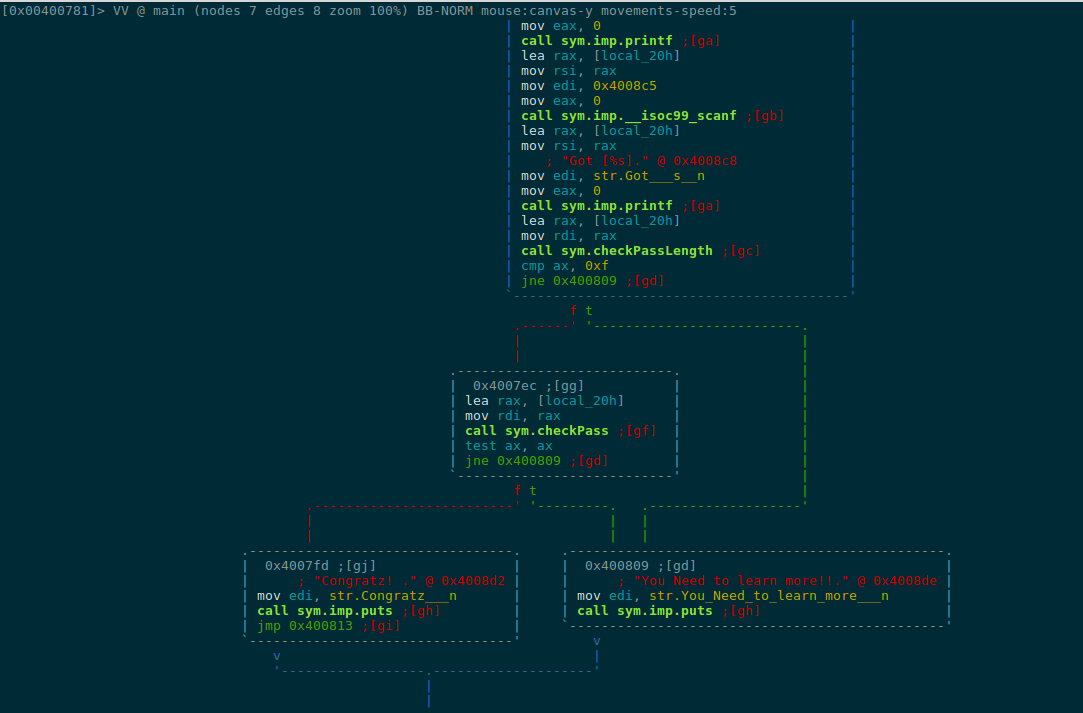 [0x00400781]> VV @ main (nodes 7 edges 8 zoom 100%) BB-NORM mouse:canvas-y movements-speed:5
mov eax, 0
call sym.imp.printf ;[ga]
lea rax, [local_20h]
mov rsi, rax
mov edi, 0x4008c5
mov eax, 0
call sym.imp.__isoc99_scanf ;[gb]
lea rax, [local_20h]
mov rsi, rax
; "Got [%s]." @ 0x4008c8
mov edi, str.Got___s__n
mov eax, 0
call sym.imp.printf ;[ga]
lea rax, [local_20h]
mov rdi, rax
call sym.checkPassLength ;[gc]
cmp ax, 0xf
jne 0x400809 ;[gd]
f t
0x4007ec ;[gg]
lea rax, [local_20h]
mov rdi, rax
call sym.checkPass ;[gf]
test ax, ax
jne 0x400809 ;[gd]
f t
0x4007fd ;[gj]
; "Congratz! ." @ 0x4008d2
mov edi, str.Congratz___n
call sym.imp.puts ;[gh]
jmp 0x400813 ;[gi]
v
0x400809 ;[gd]
; "You Need to learn more!!." @ 0x4008de
mov edi, str.You_Need_to_learn_more___n
call sym.imp.puts ;[gh]
v